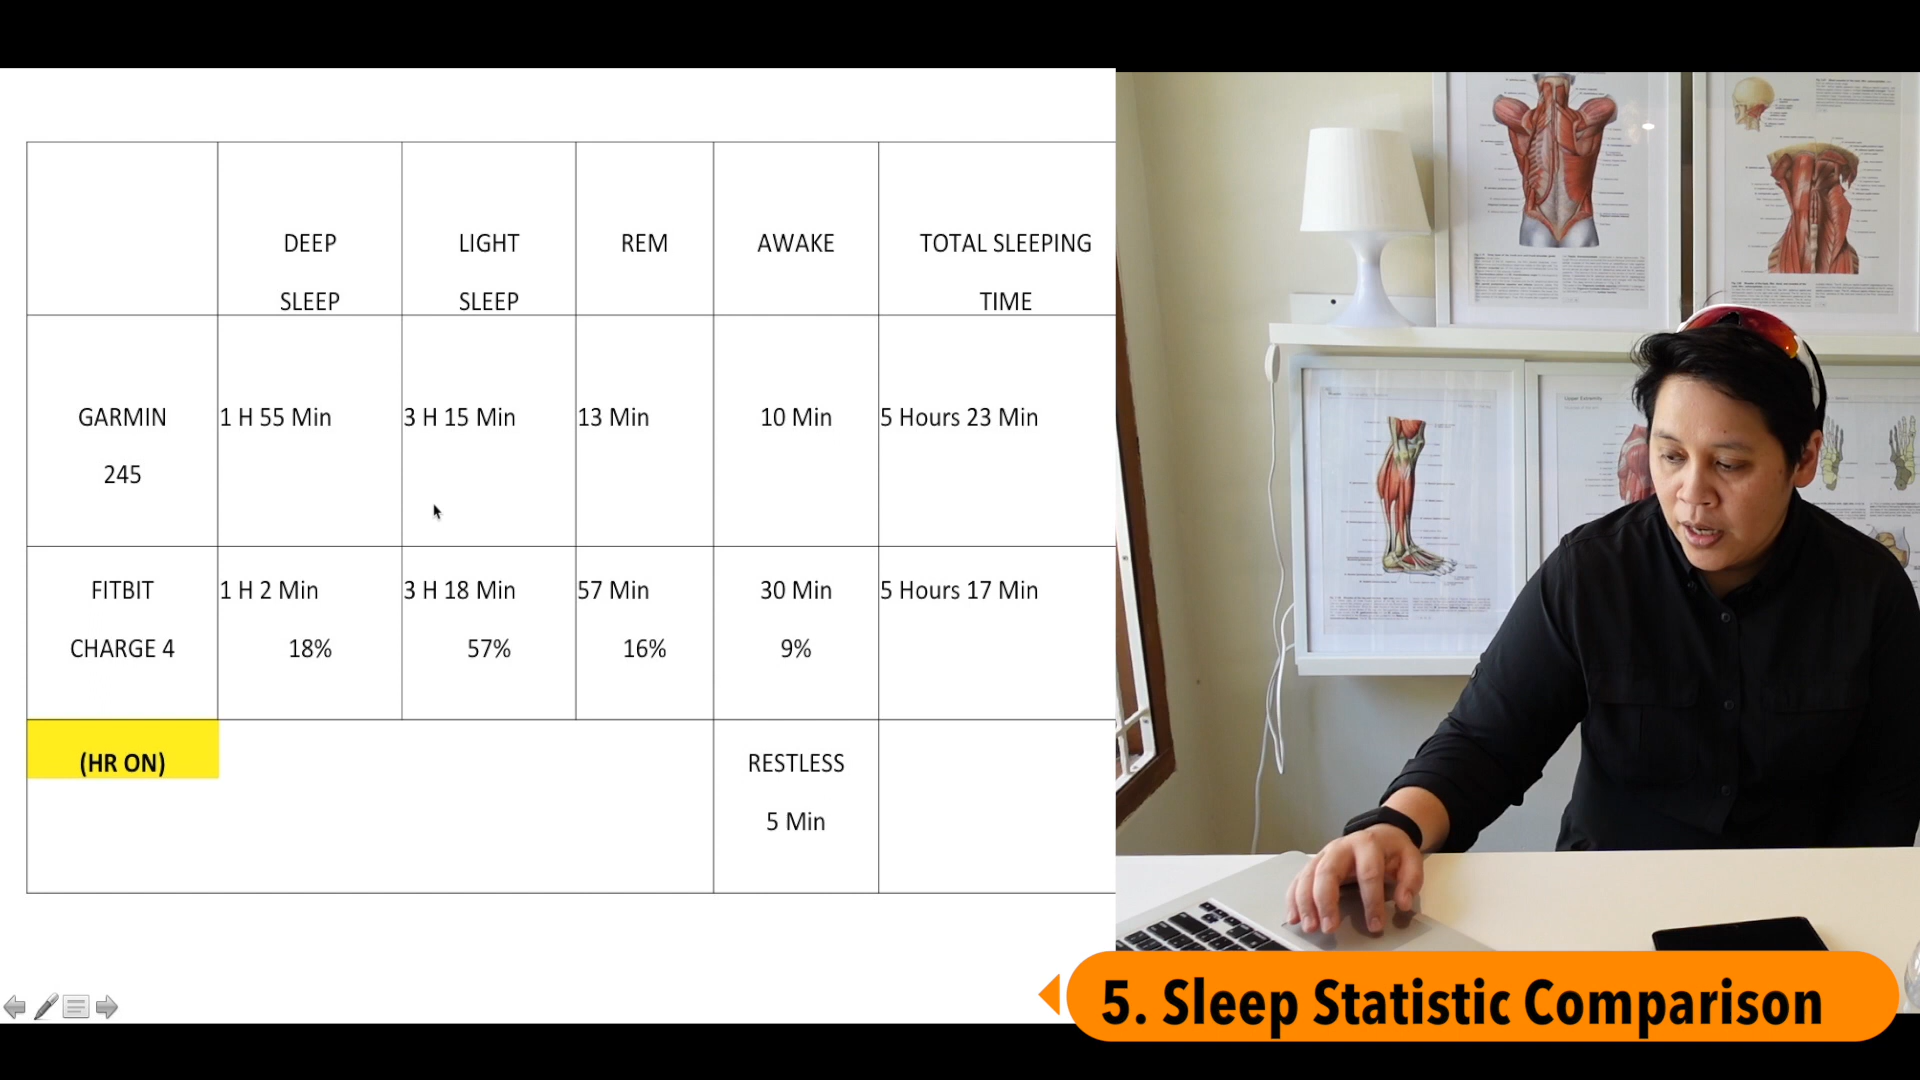 DEEP
SLEEP
LIGHT
SLEEP
REM
AWAKE
TOTAL SLEEPING
TIME
GARMIN
245
1 H 55 Min
3 H 15 Min
13 Min
10 Min
5 Hours 23 Min
FITBIT
CHARGE 4
1 H 2 Min
18%
3 H 18 Min
57%
57 Min
16%
30 Min
9%
5 Hours 17 Min
(HR ON)
RESTLESS
5 Min
Upper Extremity
5. Sleep Statistic Comparison